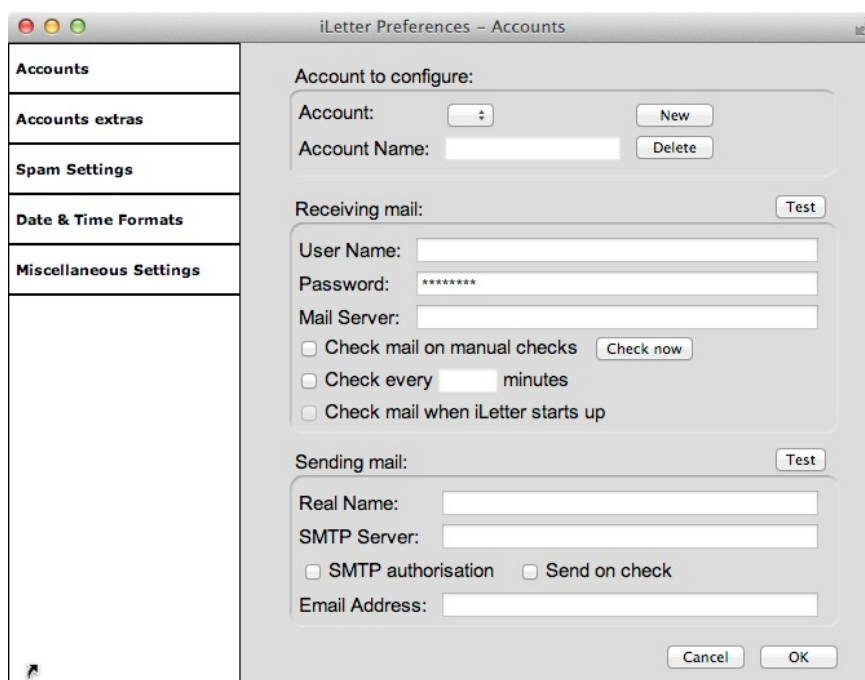 iLetter Preferences – Accounts
Accounts
Accounts extras
Spam Settings
Date & Time Formats
Miscellaneous Settings
Account to configure:
Account: New
Account Name: Delete
Receiving mail: Test
User Name:
Password: ********
Mail Server:
Check mail on manual checks Check now
Check every minutes
Check mail when iLetter starts up
Sending mail: Test
Real Name:
SMTP Server:
SMTP authorisation Send on check
Email Address:
Cancel OK